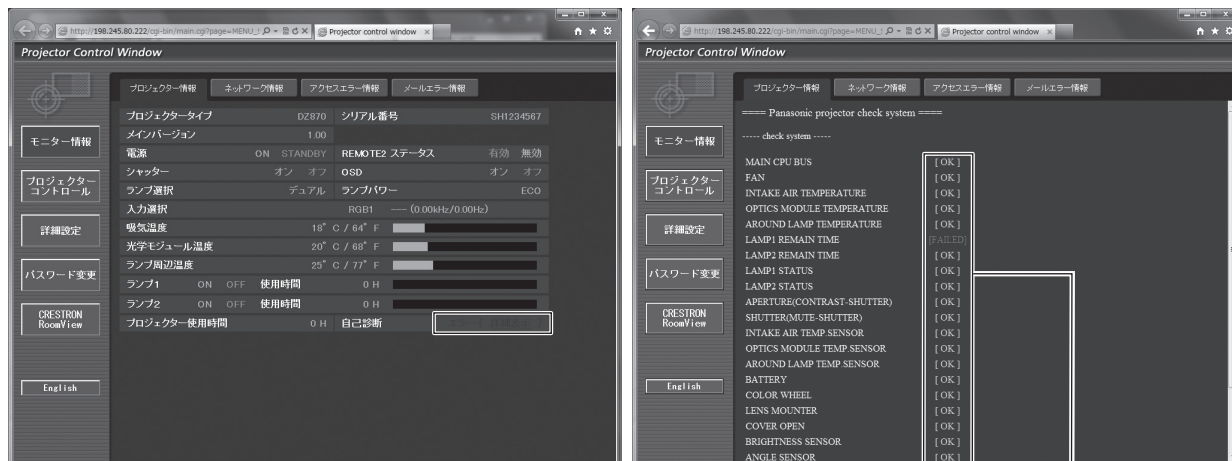 http://198.245.80.222/cgi-bin/main.cgi?page=MENU_S
Projector control window
Projector Control Window
モニター情報
プロジェクター
コントロール
詳細設定
パスワード変更
CRESTRON
RoomView
English
プロジェクター情報 ネットワーク情報 アクセスエラー情報 メールエラー情報
プロジェクタータイプ DZ870 シリアル番号 SH1234567
メインバージョン 1.00
電源 ON STANDBY REMOTE2 ステータス 有効 無効
シャッター オン オフ OSD オン オフ
ランプ選択 デュアル ランプパワー ECO
入力選択 RGB1 --- (0.00kHz/0.00Hz)
吸気温度 18° C / 64° F
光学モジュール温度 20° C / 68° F
ランプ周辺温度 25° C / 77° F
ランプ1 ON OFF 使用時間 0 H
ランプ2 ON OFF 使用時間 0 H
プロジェクター使用時間 0 H 自己診断
http://198.245.80.222/cgi-bin/main.cgi?page=MENU_S
Projector control window
Projector Control Window
モニター情報
プロジェクター
コントロール
詳細設定
パスワード変更
CRESTRON
RoomView
English
プロジェクター情報 ネットワーク情報 アクセスエラー情報 メールエラー情報
==== Panasonic projector check system ====
----- check system -----
MAIN CPU BUS [ OK ]
FAN [ OK ]
INTAKE AIR TEMPERATURE [ OK ]
OPTICS MODULE TEMPERATURE [ OK ]
AROUND LAMP TEMPERATURE [ OK ]
LAMP1 REMAIN TIME [FAILED]
LAMP2 REMAIN TIME [ OK ]
LAMP1 STATUS [ OK ]
LAMP2 STATUS [ OK ]
APERTURE(CONTRAST-SHUTTER) [ OK ]
SHUTTER(MUTE-SHUTTER) [ OK ]
INTAKE AIR TEMP.SENSOR [ OK ]
OPTICS MODULE TEMP.SENSOR [ OK ]
AROUND LAMP TEMP.SENSOR [ OK ]
BATTERY [ OK ]
COLOR WHEEL [ OK ]
LENS MOUNTER [ OK ]
COVER OPEN [ OK ]
BRIGHTNESS SENSOR [ OK ]
ANGLE SENSOR [ OK ]